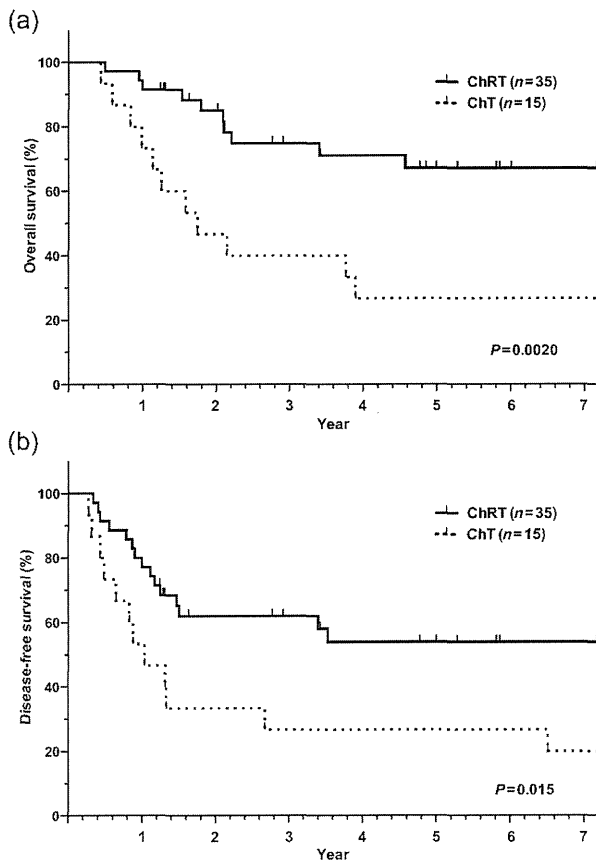 (a)
100
80
60
40
20
0
Overall survival (%)
ChRT (n=35)
ChT (n=15)
P=0.0020
1 2 3 4 5 6 7
Year
(b)
100
80
60
40
20
0
Disease-free survival (%)
ChRT (n=35)
ChT (n=15)
P=0.015
1 2 3 4 5 6 7
Year